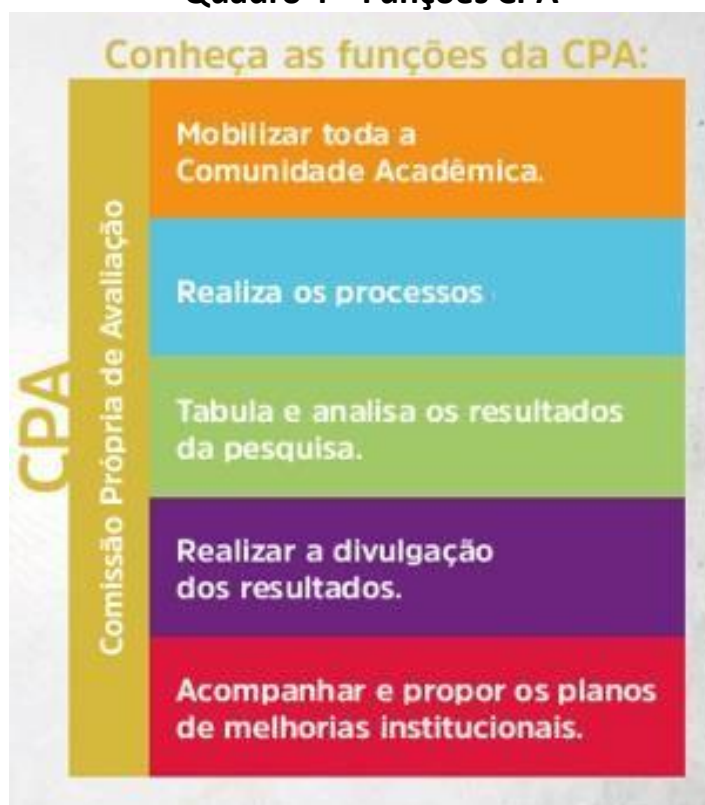 Conheça as funções da CPA:
CPA
Comissão Própria de Avaliação
Mobilizar toda a
Comunidade Acadêmica.
Realiza os processos
Tabula e analisa os resultados
da pesquisa.
Realizar a divulgação
dos resultados.
Acompanhar e propor os planos
de melhorias institucionais.